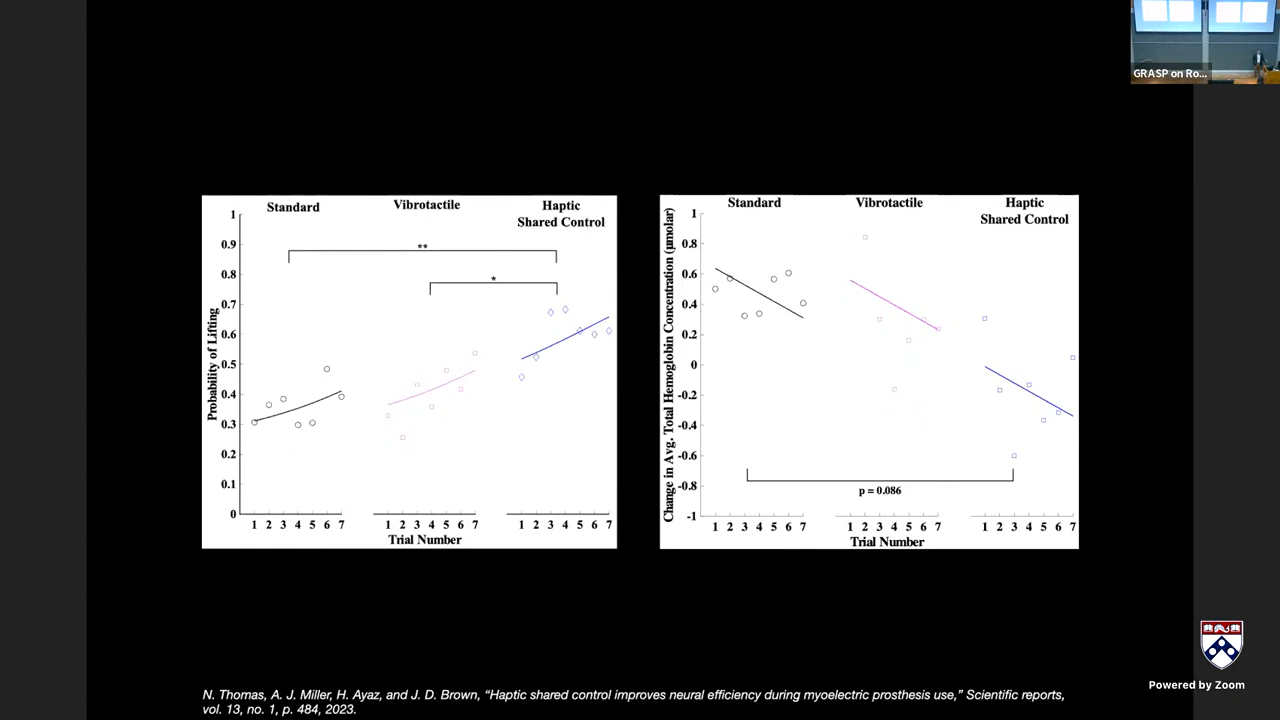 GRASP on Ro...
Standard
Vibrotactile
Haptic
Shared Control
**
*
Probability of Lifting
1
0.9
0.8
0.7
0.6
0.5
0.4
0.3
0.2
0.1
0
1 2 3 4 5 6 7
1 2 3 4 5 6 7
1 2 3 4 5 6 7
Trial Number
Standard
Vibrotactile
Haptic
Shared Control
Change in Avg. Total Hemoglobin Concentration (μmolar)
1
0.8
0.6
0.4
0.2
0
-0.2
-0.4
-0.6
-0.8
-1
p = 0.086
1 2 3 4 5 6 7
1 2 3 4 5 6 7
1 2 3 4 5 6 7
Trial Number
Powered by Zoom
N. Thomas, A. J. Miller, H. Ayaz, and J. D. Brown, “Haptic shared control improves neural efficiency during myoelectric prosthesis use,” Scientific reports,
vol. 13, no. 1, p. 484, 2023.